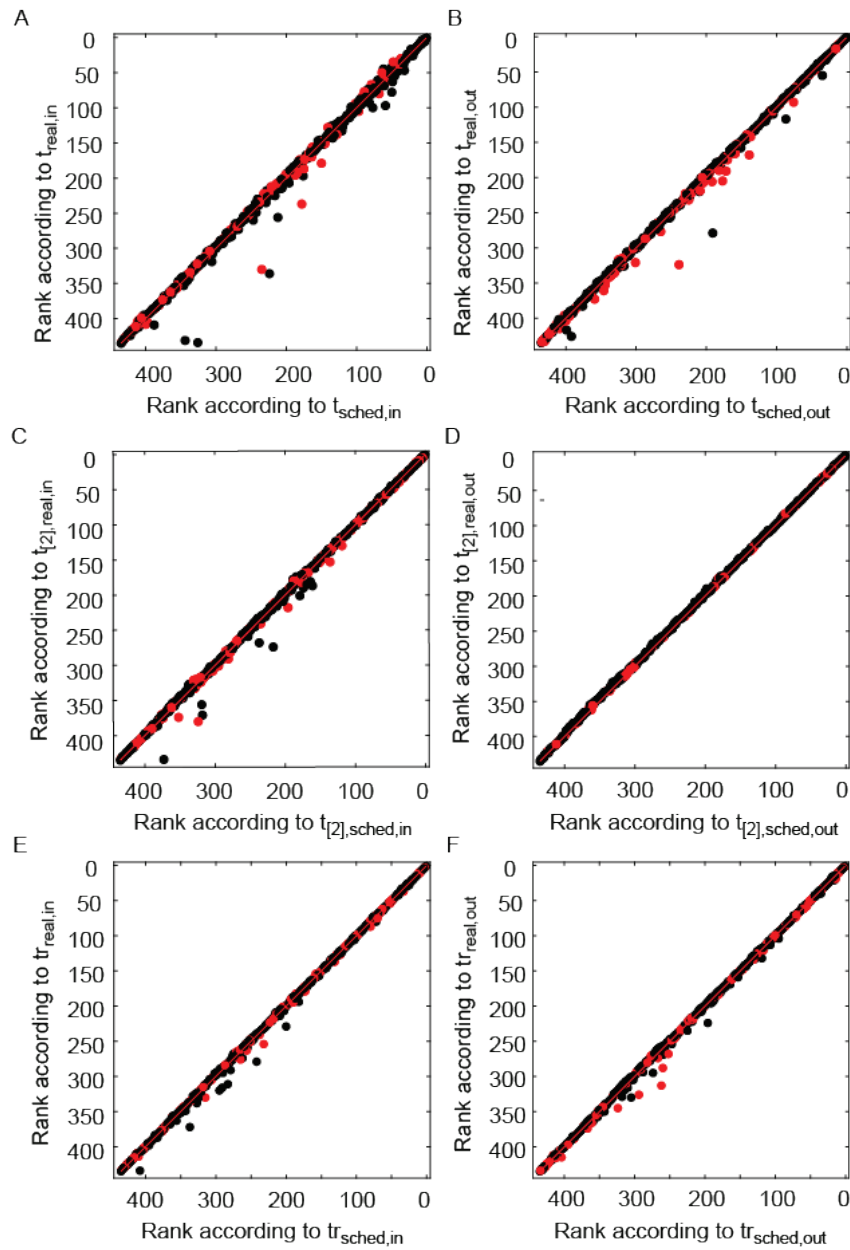 A
0
50
100
150
200
250
300
350
400
Rank according to t_real,in
400 300 200 100 0
Rank according to t_sched,in
B
0
50
100
150
200
250
300
350
400
Rank according to t_real,out
400 300 200 100 0
Rank according to t_sched,out
C
0
50
100
150
200
250
300
350
400
Rank according to t_[2],real,in
400 300 200 100 0
Rank according to t_[2],sched,in
D
0
50
100
150
200
250
300
350
400
Rank according to t_[2],real,out
400 300 200 100 0
Rank according to t_[2],sched,out
E
0
50
100
150
200
250
300
350
400
Rank according to tr_real,in
400 300 200 100 0
Rank according to tr_sched,in
F
0
50
100
150
200
250
300
350
400
Rank according to tr_real,out
400 300 200 100 0
Rank according to tr_sched,out